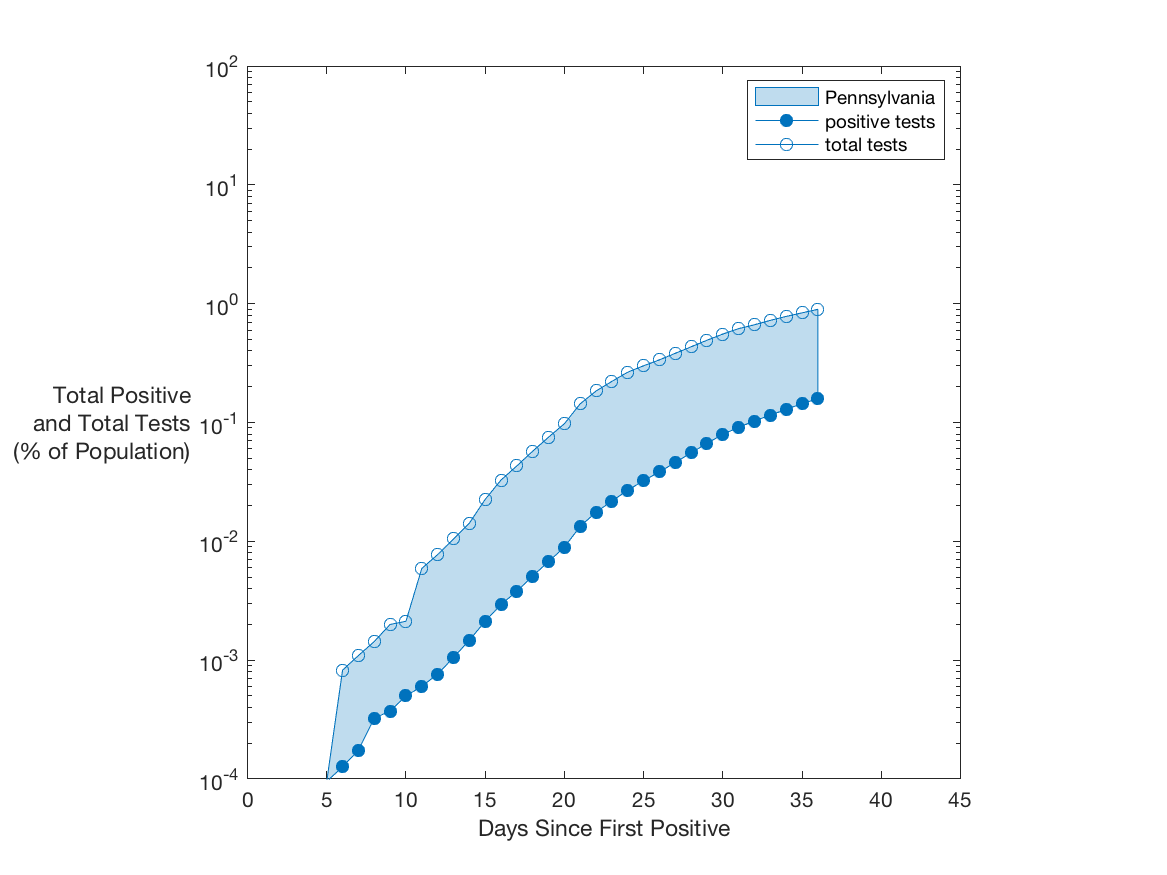 10^2
10^1
10^0
10^-1
10^-2
10^-3
10^-4
Total Positive
and Total Tests
(% of Population)
Pennsylvania
positive tests
total tests
0 5 10 15 20 25 30 35 40 45
Days Since First Positive